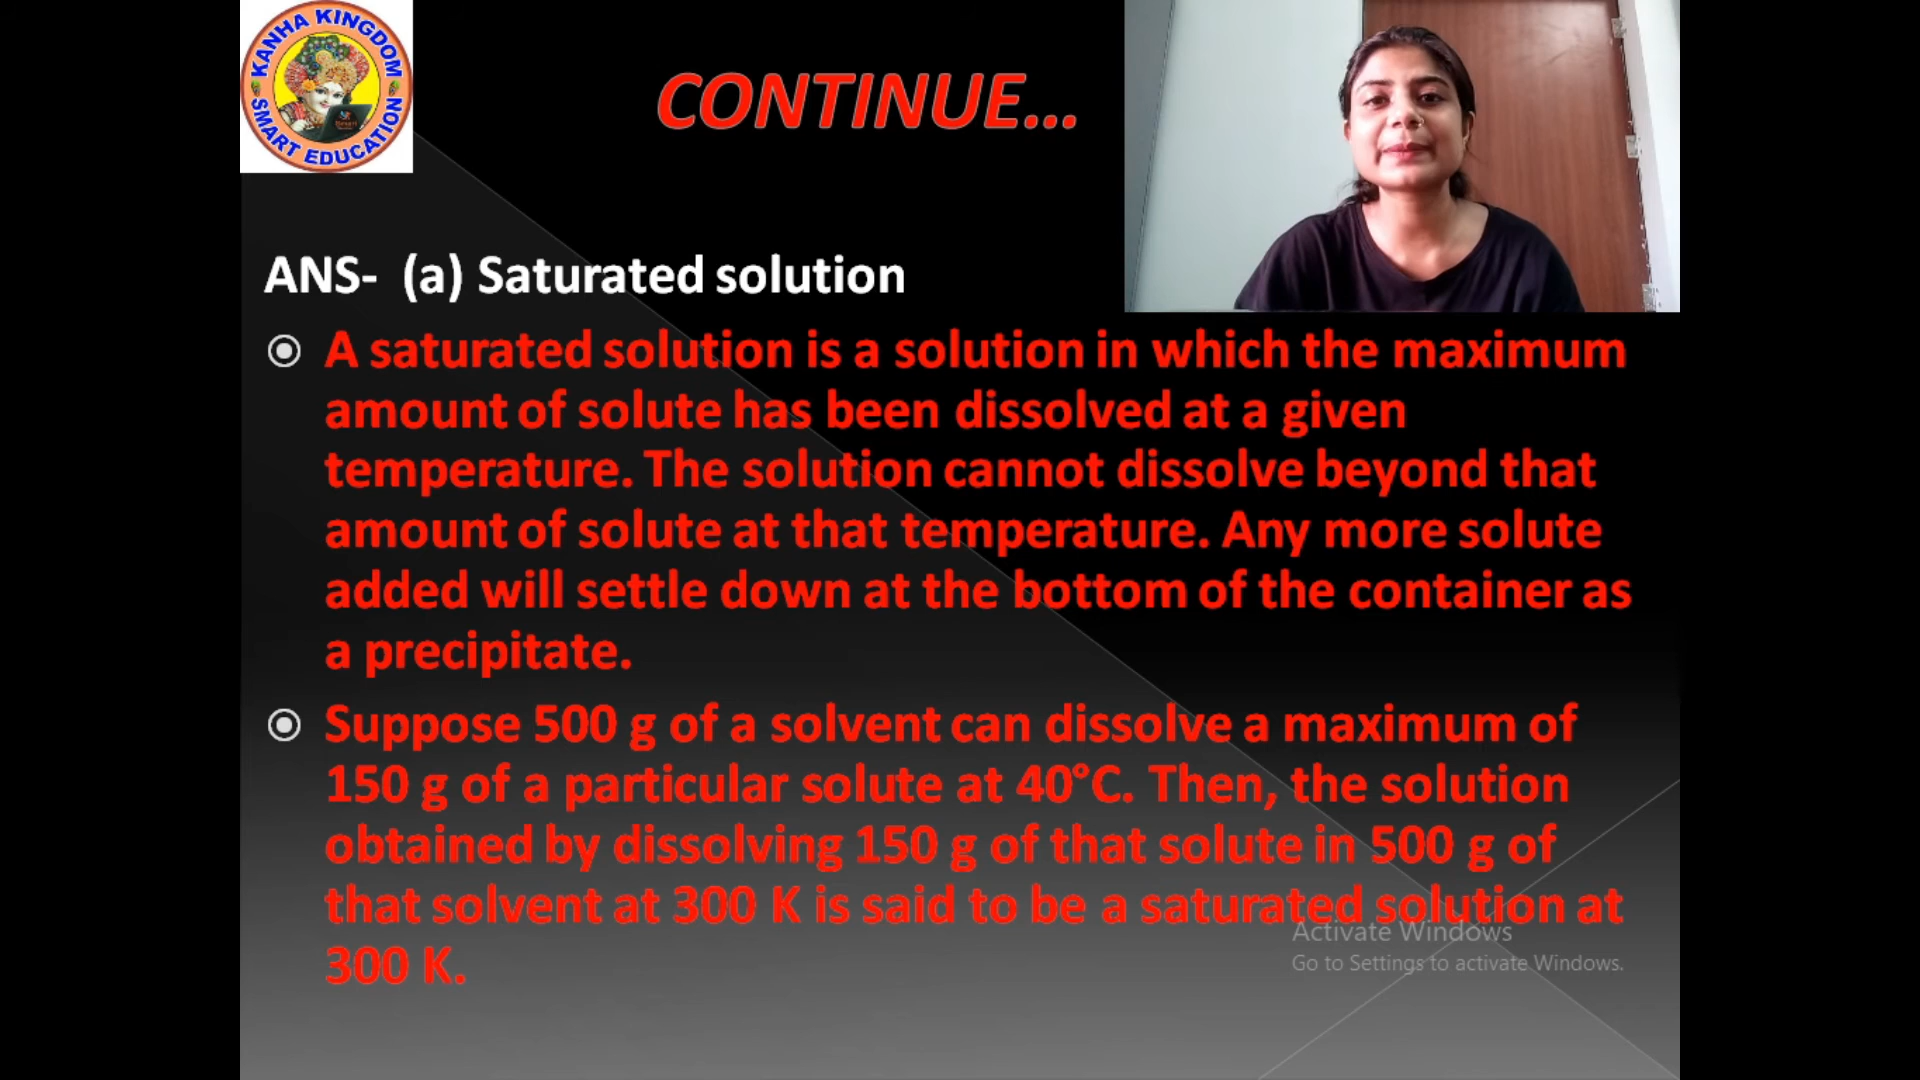 KANHA KINGDOM
SMART EDUCATION
CONTINUE...
ANS- (a) Saturated solution
A saturated solution is a solution in which the maximum
amount of solute has been dissolved at a given
temperature. The solution cannot dissolve beyond that
amount of solute at that temperature. Any more solute
added will settle down at the bottom of the container as
a precipitate.
Suppose 500 g of a solvent can dissolve a maximum of
150 g of a particular solute at 40°C. Then, the solution
obtained by dissolving 150 g of that solute in 500 g of
that solvent at 300 K is said to be a saturated solution at
300 K.
Activate Windows
Go to Settings to activate Windows.